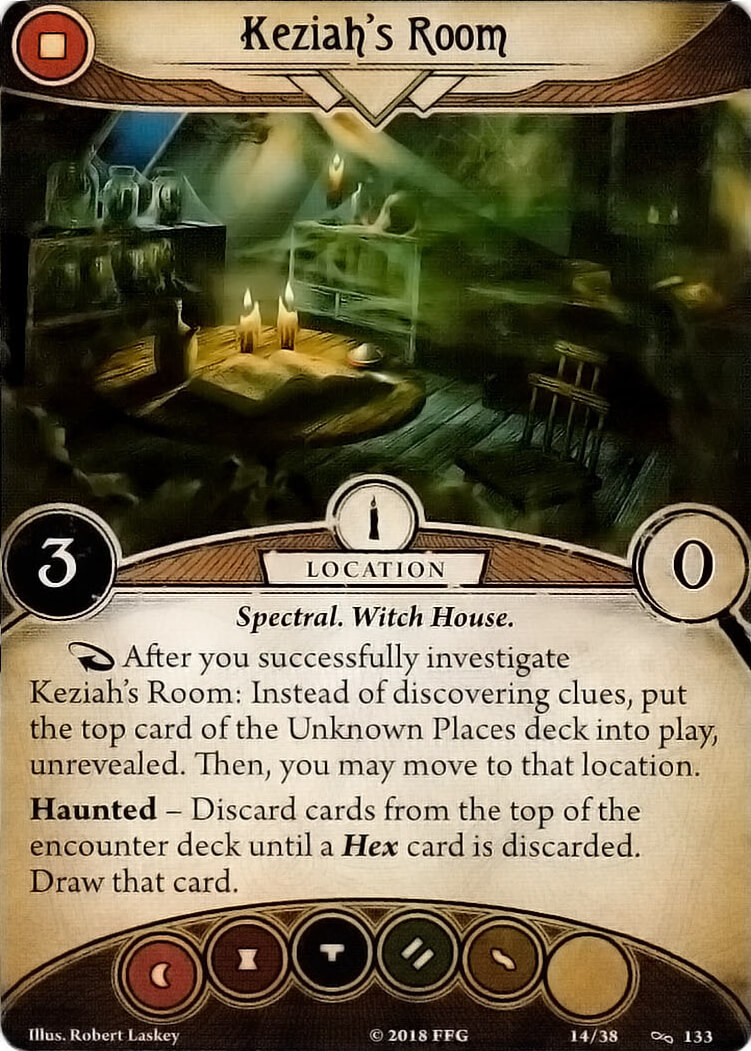 Keziah's Room
3
LOCATION
0
Spectral. Witch House.
After you successfully investigate
Keziah's Room: Instead of discovering clues, put
the top card of the Unknown Places deck into play,
unrevealed. Then, you may move to that location.
Haunted – Discard cards from the top of the
encounter deck until a Hex card is discarded.
Draw that card.
Illus. Robert Laskey © 2018 FFG 14/38 133